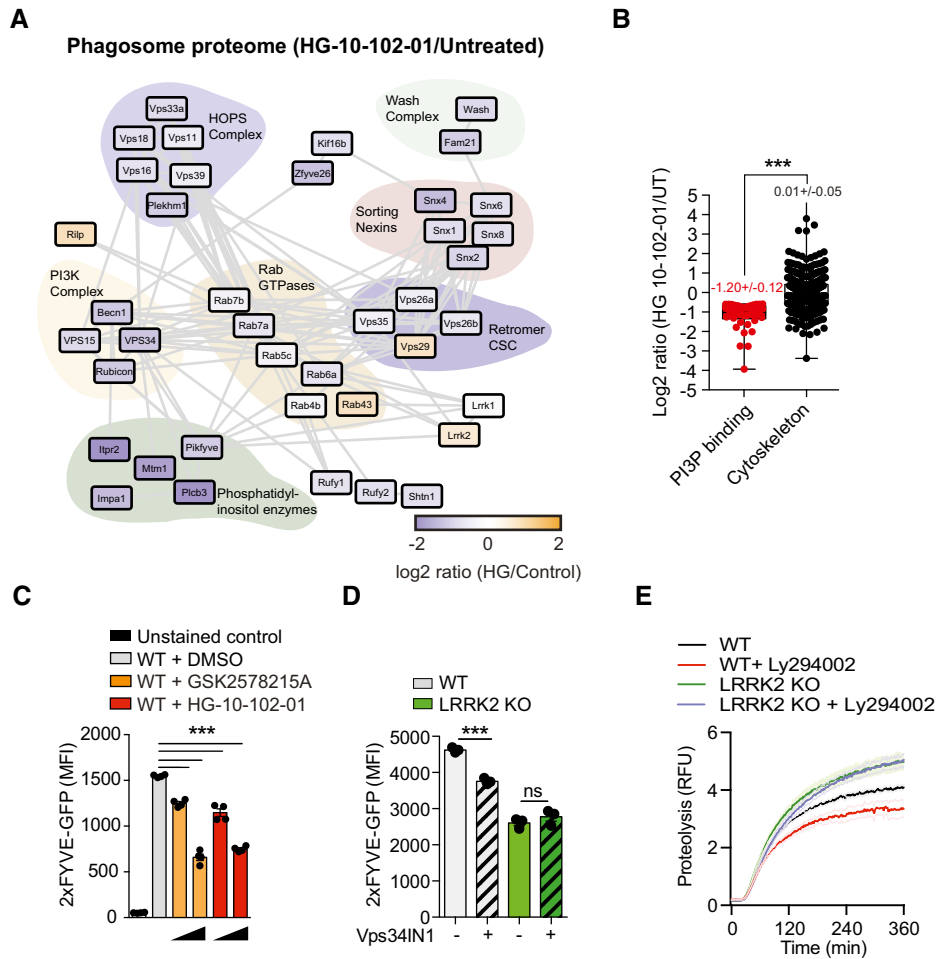 A
Phagosome proteome (HG-10-102-01/Untreated)
Vps33a
HOPS
Complex
Vps18
Vps11
Vps16
Vps39
Plekhm1
Kif16b
Zfyve26
Wash
Complex
Wash
Fam21
Sorting
Nexins
Snx4
Snx6
Snx1
Snx8
Snx2
Rilp
PI3K
Complex
Becn1
VPS15
VPS34
Rubicon
Rab
GTPases
Rab7b
Rab7a
Rab5c
Rab6a
Rab4b
Rab43
Vps26a
Vps35
Vps26b
Vps29
Retromer
CSC
Lrrk1
Lrrk2
Itpr2
Pikfyve
Mtm1
Impa1
Plcb3
Phosphatidyl-
inositol enzymes
Rufy1
Rufy2
Shtn1
-2
0
2
log2 ratio (HG/Control)
B
***
0.01+/-0.05
-1.20+/-0.12
Log2 ratio (HG 10-102-01/UT)
5
4
3
2
1
0
-1
-2
-3
-4
-5
PI3P binding
Cytoskeleton
C
Unstained control
WT + DMSO
WT + GSK2578215A
WT + HG-10-102-01
***
2xFYVE-GFP (MFI)
2000
1500
1000
500
0
D
WT
LRRK2 KO
***
ns
2xFYVE-GFP (MFI)
5000
4000
3000
2000
1000
0
Vps34IN1 - + - +
E
WT
WT+ Ly294002
LRRK2 KO
LRRK2 KO + Ly294002
Proteolysis (RFU)
6
4
2
0
0 120 240 360
Time (min)